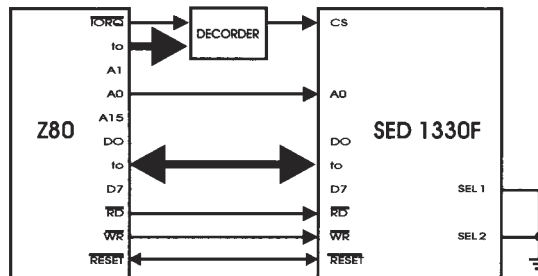 IORQ
to
A1
A0
A15
DO
to
D7
RD
WR
RESET
Z80
DECORDER
CS
A0
DO
to
D7
RD
WR
RESET
SED 1330F
SEL 1
SEL 2